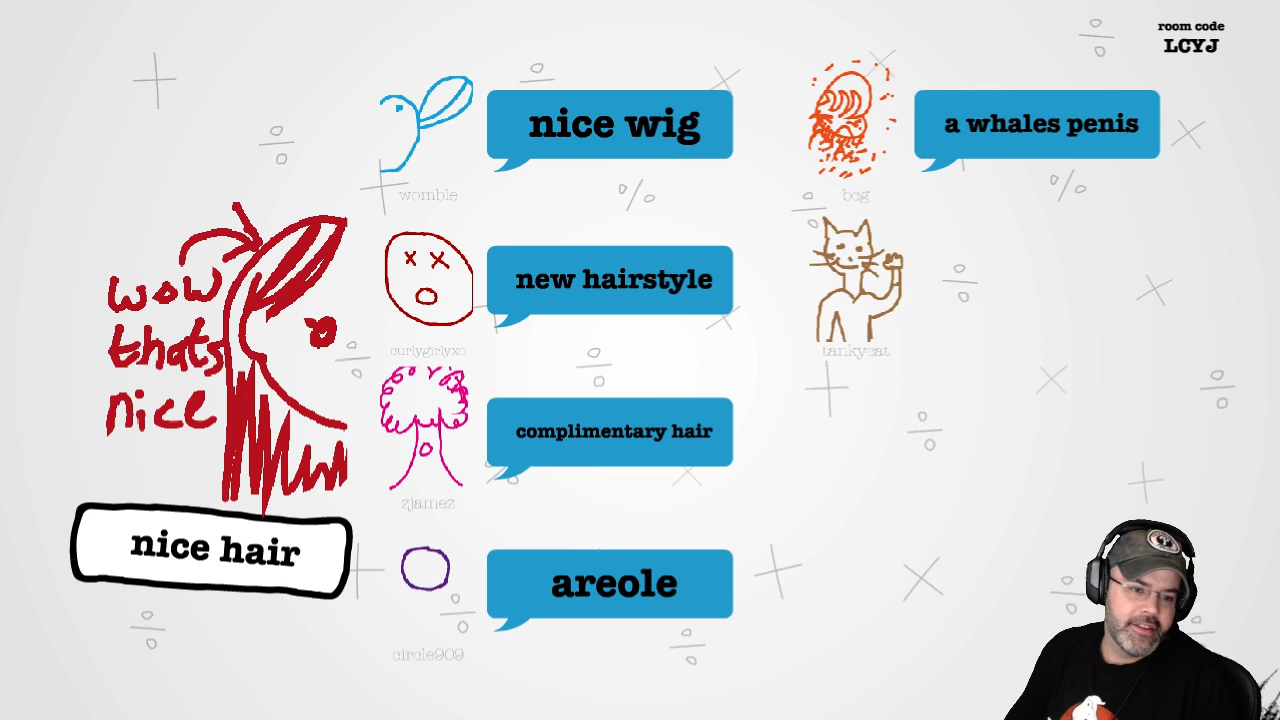 room code
LCYJ
nice wig
womble
a whales penis
bcg
wow
thats
nice
new hairstyle
curlygirlyxo
tankycat
complimentary hair
zjamez
nice hair
areole
circle909